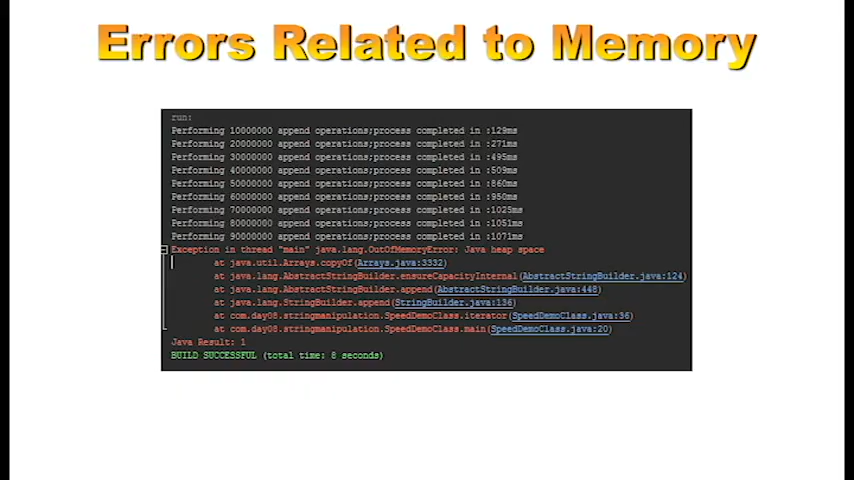 Errors Related to Memory
run:
Performing 10000000 append operations;process completed in :129ms
Performing 20000000 append operations;process completed in :271ms
Performing 30000000 append operations;process completed in :495ms
Performing 40000000 append operations;process completed in :509ms
Performing 50000000 append operations;process completed in :860ms
Performing 60000000 append operations;process completed in :950ms
Performing 70000000 append operations;process completed in :1025ms
Performing 80000000 append operations;process completed in :1051ms
Performing 90000000 append operations;process completed in :1071ms
Exception in thread "main" java.lang.OutOfMemoryError: Java heap space
at java.util.Arrays.copyOf(Arrays.java:3332)
at java.lang.AbstractStringBuilder.ensureCapacityInternal(AbstractStringBuilder.java:124)
at java.lang.AbstractStringBuilder.append(AbstractStringBuilder.java:448)
at java.lang.StringBuilder.append(StringBuilder.java:136)
at com.day08.stringmanipulation.SpeedDemoClass.iterator(SpeedDemoClass.java:36)
at com.day08.stringmanipulation.SpeedDemoClass.main(SpeedDemoClass.java:20)
Java Result: 1
BUILD SUCCESSFUL (total time: 8 seconds)